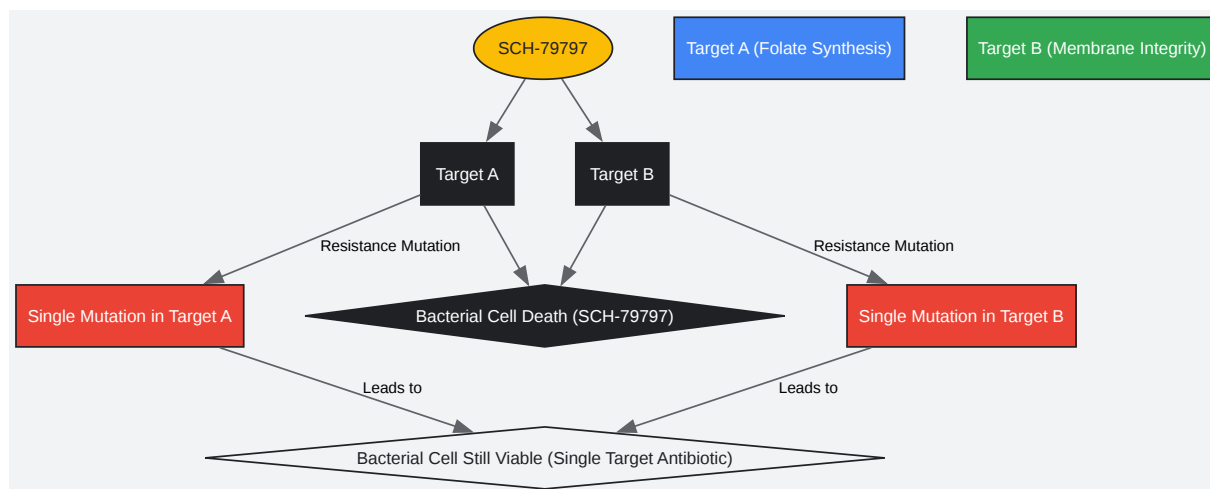 SCH-79797
Target A (Folate Synthesis)
Target B (Membrane Integrity)
Target A
Target B
Resistance Mutation
Resistance Mutation
Single Mutation in Target A
Bacterial Cell Death (SCH-79797)
Single Mutation in Target B
Leads to
Leads to
Bacterial Cell Still Viable (Single Target Antibiotic)